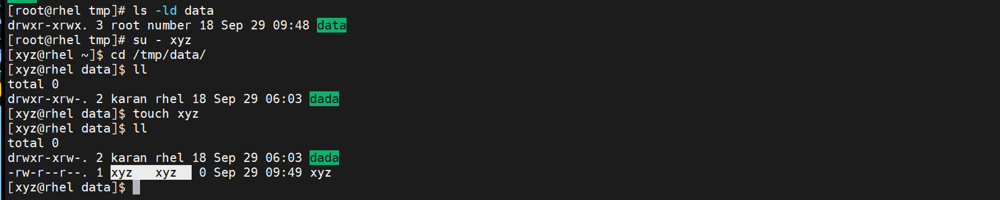 [root@rhel tmp]# ls -ld data
drwxr-xrwx. 3 root number 18 Sep 29 09:48 data
[root@rhel tmp]# su - xyz
[xyz@rhel ~]$ cd /tmp/data/
[xyz@rhel data]$ ll
total 0
drwxr-xrw-. 2 karan rhel 18 Sep 29 06:03 dada
[xyz@rhel data]$ touch xyz
[xyz@rhel data]$ ll
total 0
drwxr-xrw-. 2 karan rhel 18 Sep 29 06:03 dada
-rw-r--r--. 1 xyz   xyz   0 Sep 29 09:49 xyz
[xyz@rhel data]$